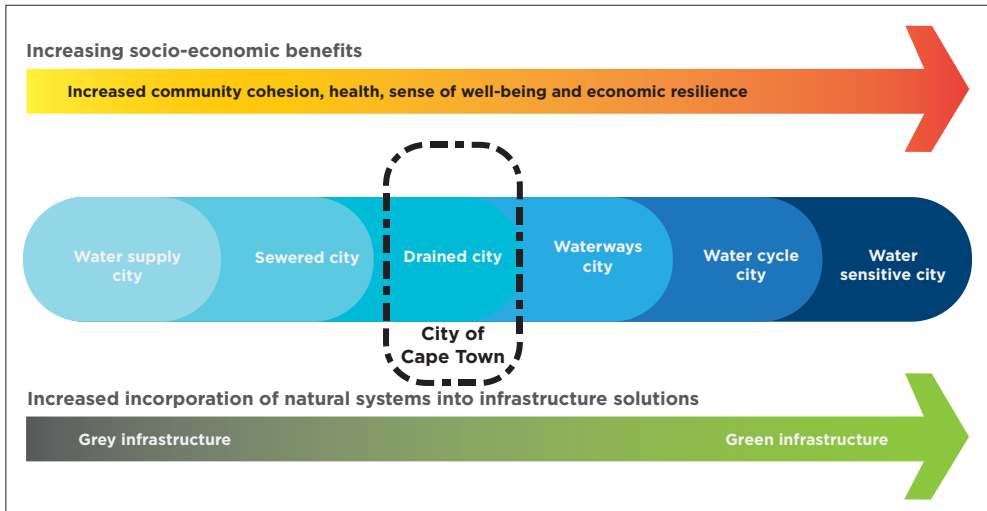 Increasing socio-economic benefits
Increased community cohesion, health, sense of well-being and economic resilience
Water supply
city
Sewered city
Drained city
Waterways
city
Water cycle
city
Water
sensitive city
City of
Cape Town
Increased incorporation of natural systems into infrastructure solutions
Grey infrastructure
Green infrastructure